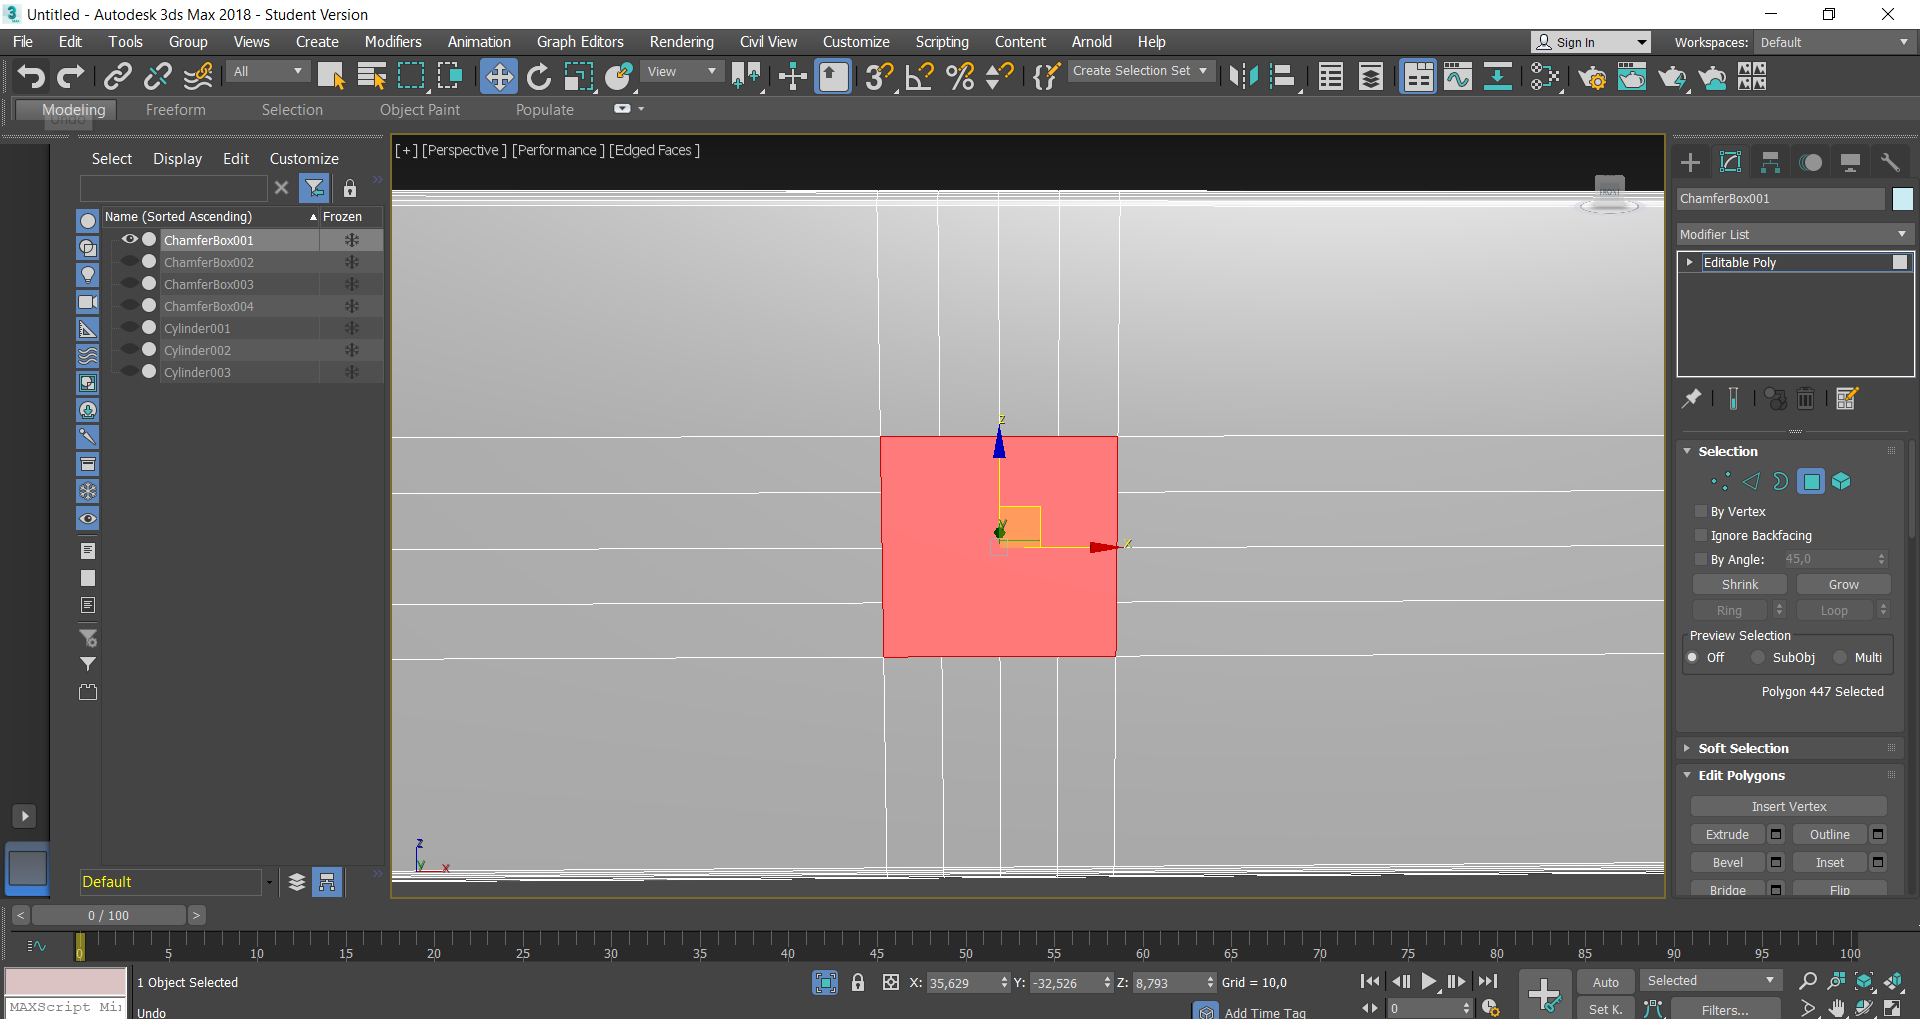 Untitled - Autodesk 3ds Max 2018 - Student Version
File Edit Tools Group Views Create Modifiers Animation Graph Editors Rendering Civil View Customize Scripting Content Arnold Help
Sign In
Workspaces: Default
All
View
Create Selection Set
Modeling Freeform Selection Object Paint Populate
Undo
Select Display Edit Customize
Name (Sorted Ascending) Frozen
ChamferBox001
ChamferBox002
ChamferBox003
ChamferBox004
Cylinder001
Cylinder002
Cylinder003
Default
[+] [Perspective ] [Performance ] [Edged Faces ]
FRONT
z
y
x
z
y
x
ChamferBox001
Modifier List
Editable Poly
Selection
By Vertex
Ignore Backfacing
By Angle: 45,0
Shrink Grow
Ring Loop
Preview Selection
Off SubObj Multi
Polygon 447 Selected
Soft Selection
Edit Polygons
Insert Vertex
Extrude Outline
Bevel Inset
Bridge Flip
< 0 / 100 >
0 5 10 15 20 25 30 35 40 45 50 55 60 65 70 75 80 85 90 95 100
1 Object Selected
X: 35,629 Y: -32,526 Z: 8,793 Grid = 10,0
Auto Selected
MAXScript Mi
Undo
Add Time Tag
0
Set K. Filters...